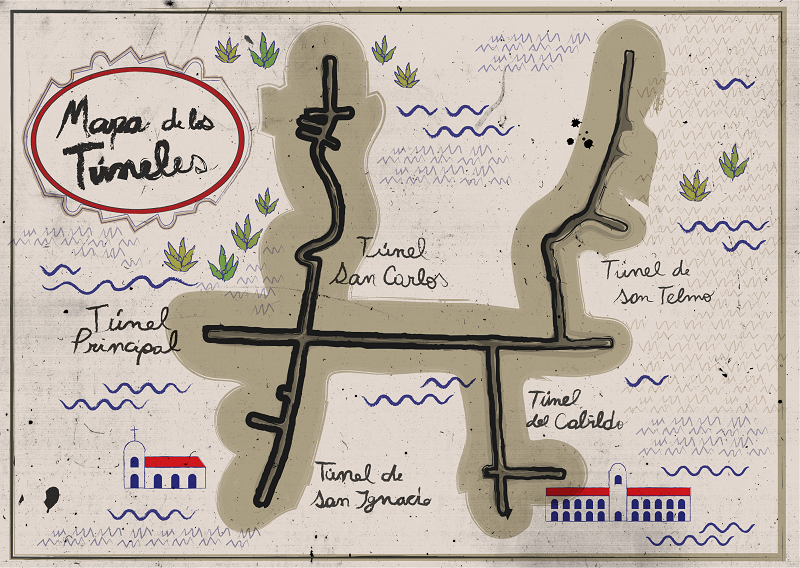 Mapa de los
Túneles
Túnel
San Carlos
Túnel de
San Telmo
Túnel
Principal
Túnel
del Cabildo
Túnel de
San Ignacio